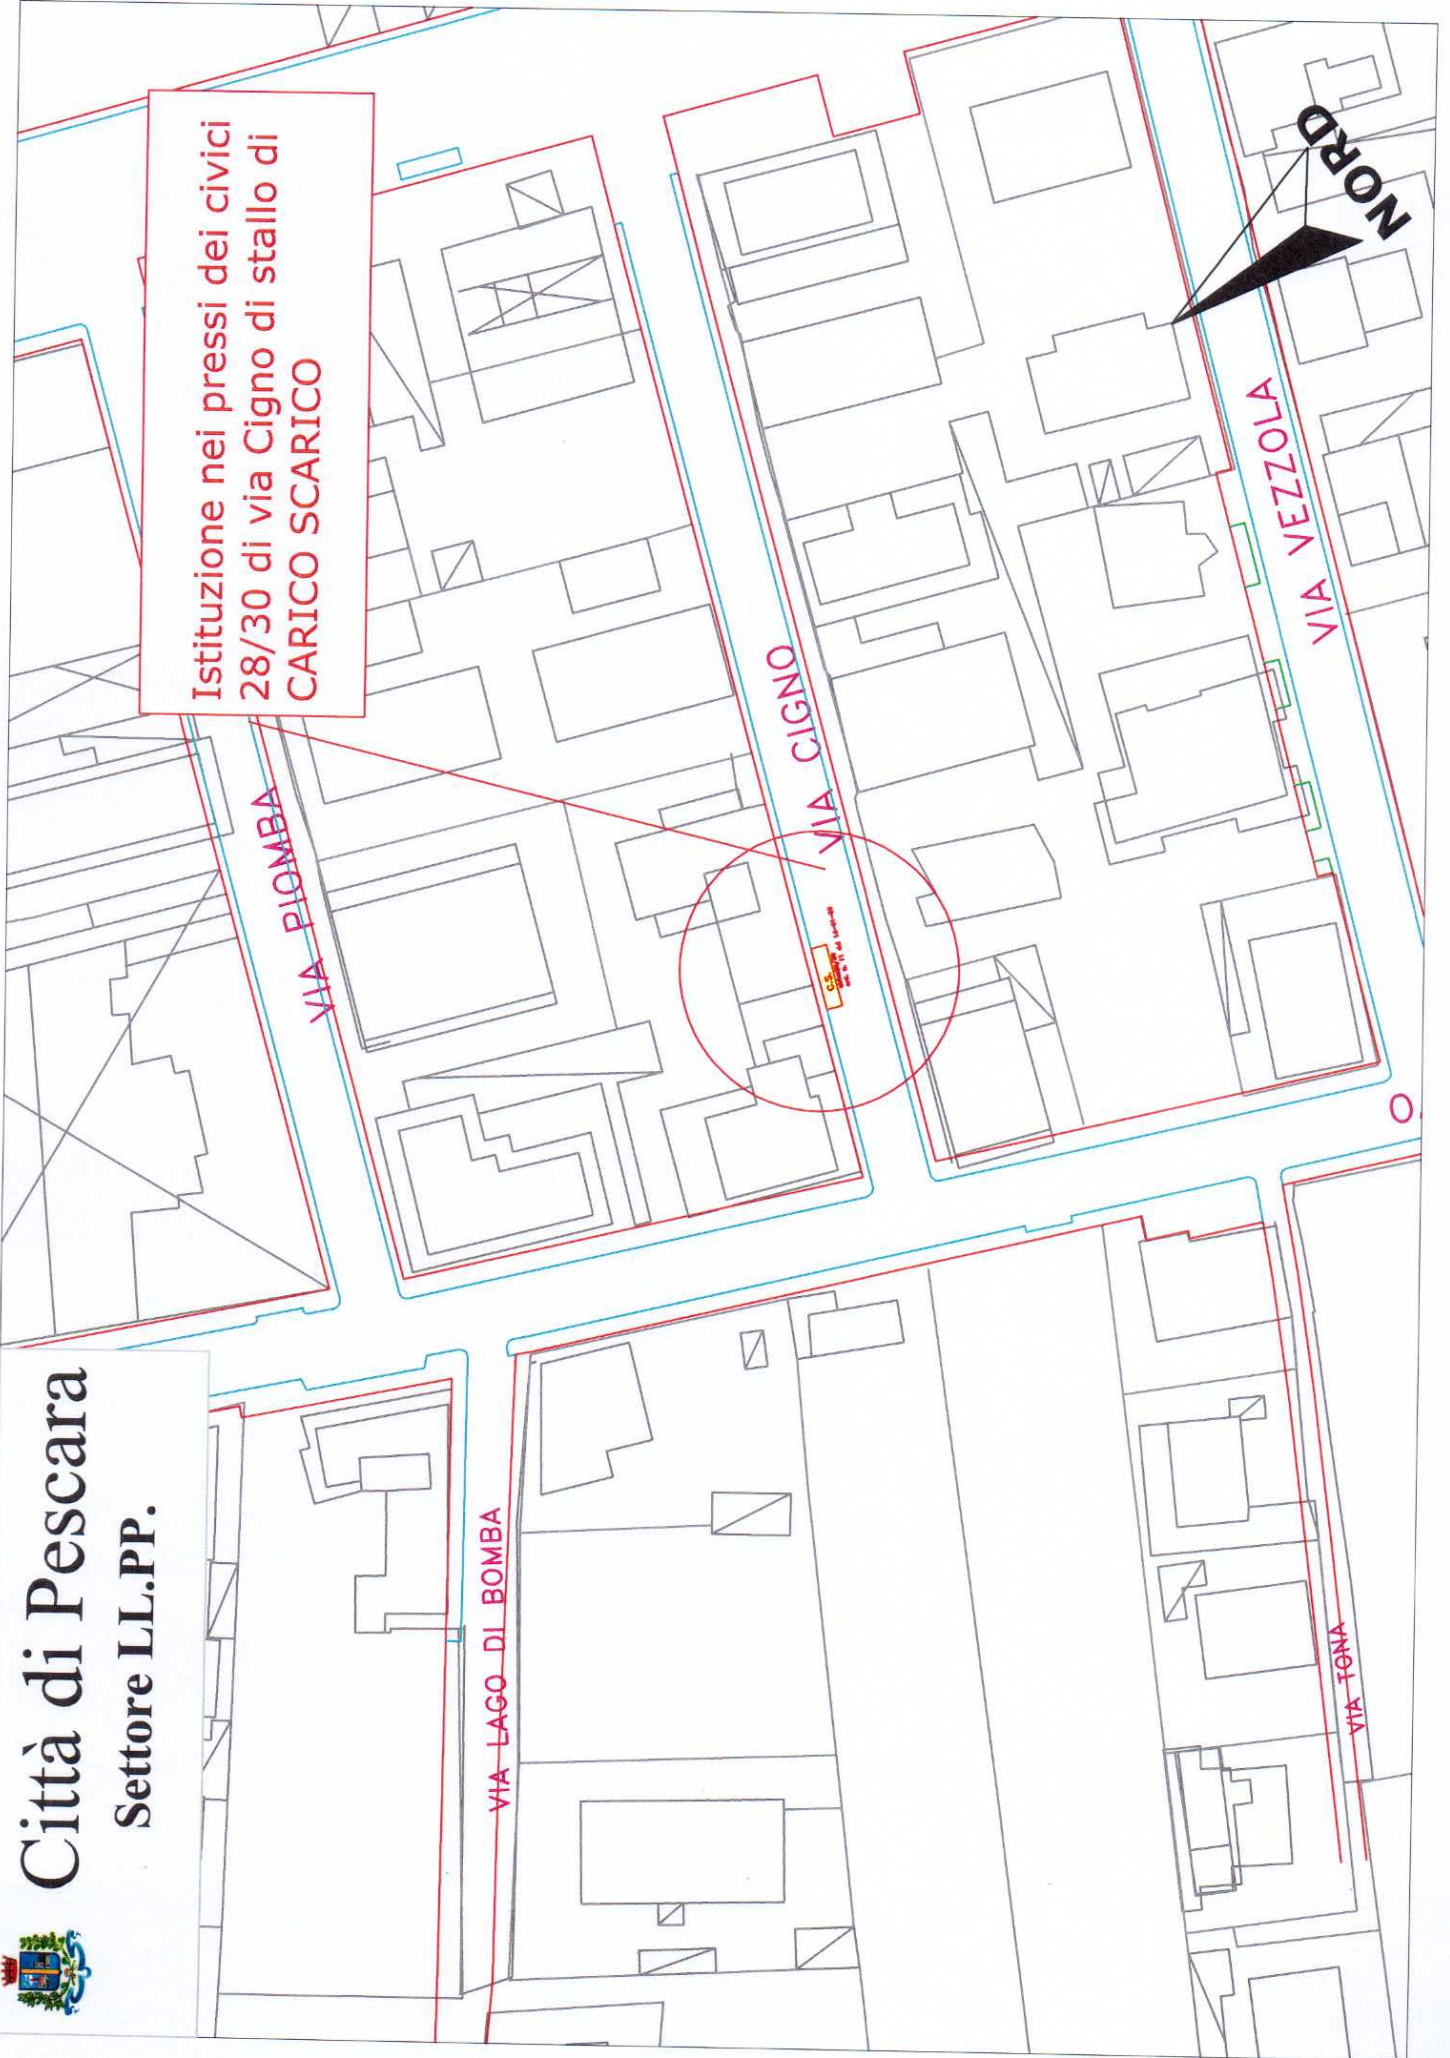 Città di Pescara
Settore LL.PP.
Istituzione nei pressi dei civici
28/30 di via Cigno di stallo di
CARICO SCARICO
VIA PIOMBA
VIA CIGNO
C.S.
VIA VEZZOLA
NORD
VIA LAGO DI BOMBA
VIA TONA